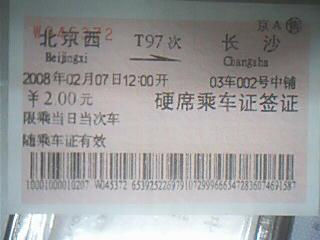 W045372 京A 售
北京西 T97次 长沙
Beijingxi Changsha
2008年02月07日12:00开 03车002号中铺
￥2.00元 硬席乘车证签证
限乘当日当次车
随乘车证有效